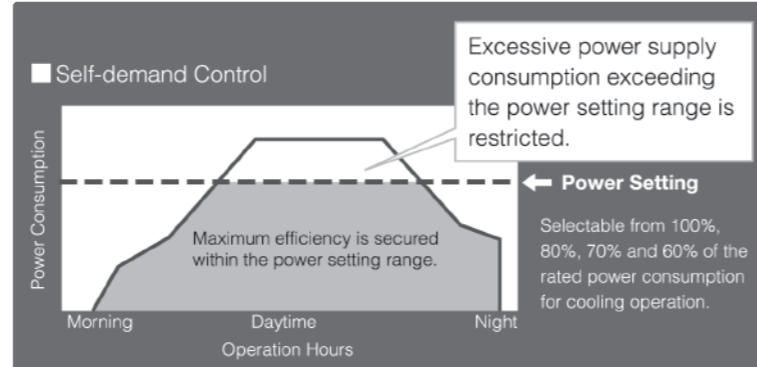 Self-demand Control
Excessive power supply
consumption exceeding
the power setting range is
restricted.
Power Consumption
Power Setting
Maximum efficiency is secured
within the power setting range.
Selectable from 100%,
80%, 70% and 60% of the
rated power consumption
for cooling operation.
Morning
Daytime
Night
Operation Hours